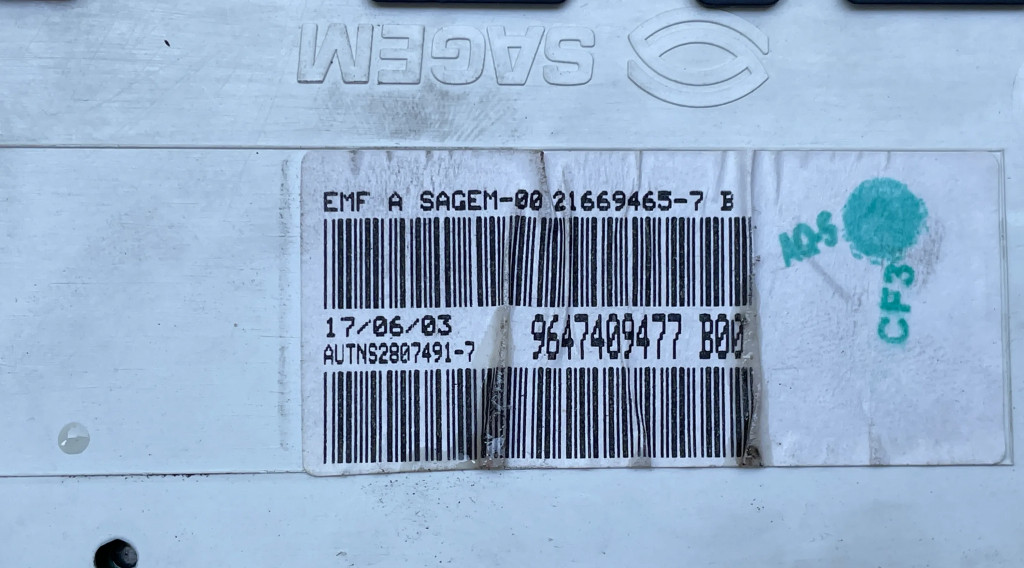 SAGEM
EMF A SAGEM-00 21669465-7 B
17/06/03
AUTNS2807491-7
9647409477 B00
AQS
CF3